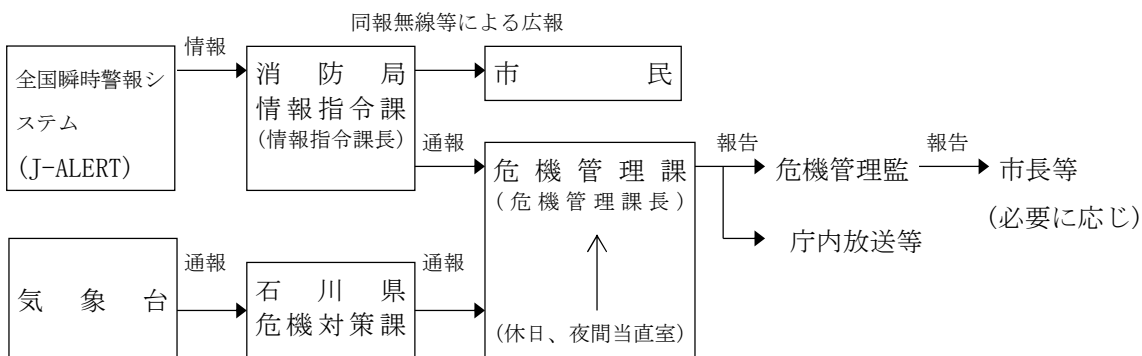 同報無線等による広報
情報
全国瞬時警報シ
ステム
(J-ALERT)
消防局
情報指令課
(情報指令課長)
市民
通報
危機管理課
(危機管理課長)
報告
危機管理監
報告
市長等
(必要に応じ)
庁内放送等
気象台
通報
石川県
危機対策課
通報
(休日、夜間当直室)